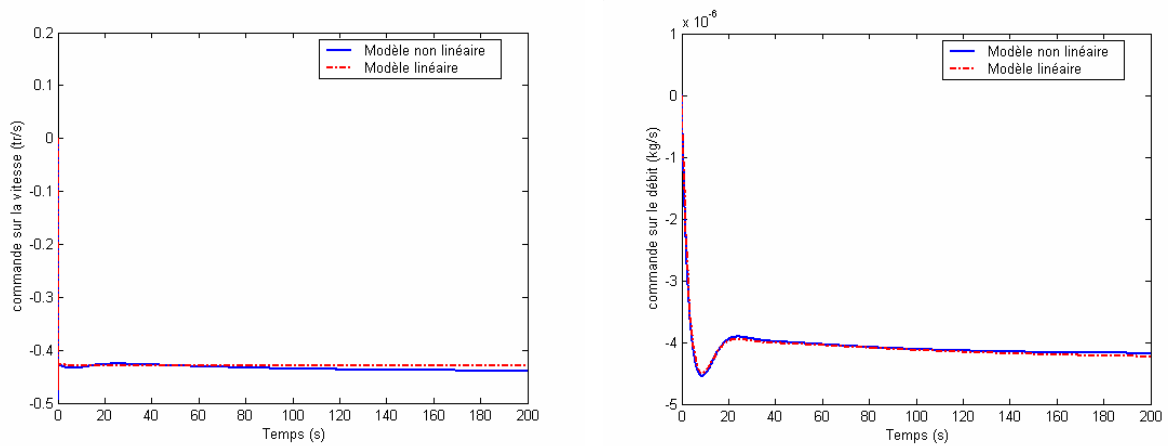 0.2
0.1
0
-0.1
-0.2
-0.3
-0.4
-0.5
commande sur la vitesse (tr/s)
Modèle non linéaire
Modèle linéaire
0 20 40 60 80 100 120 140 160 180 200
Temps (s)
x 10⁻⁶
1
0
-1
-2
-3
-4
-5
commande sur le débit (kg/s)
Modèle non linéaire
Modèle linéaire
0 20 40 60 80 100 120 140 160 180 200
Temps (s)